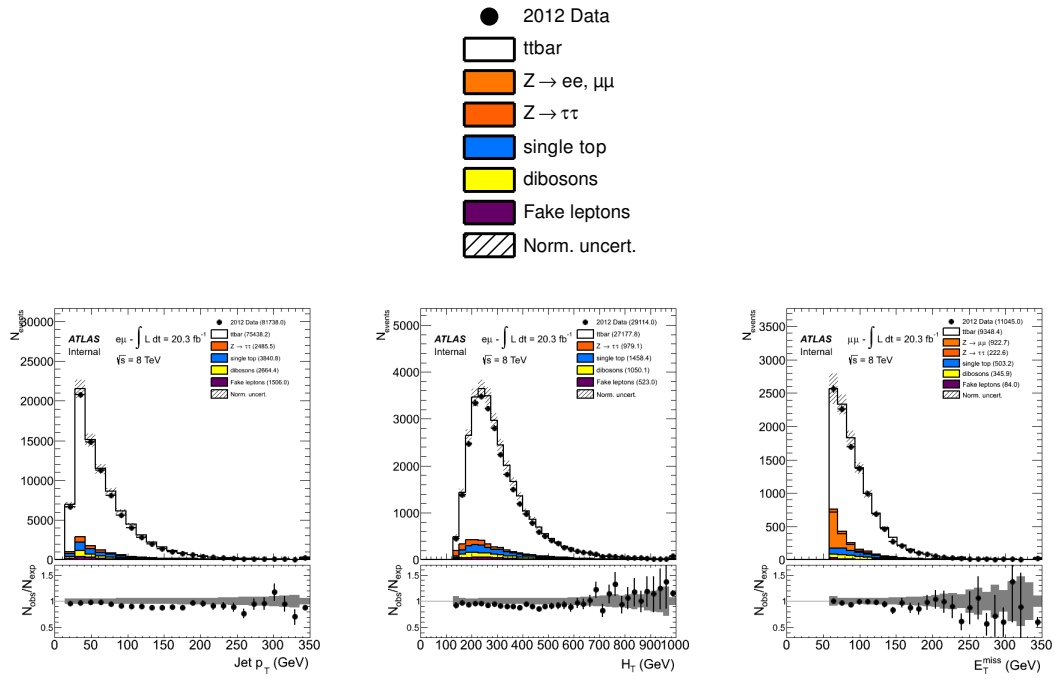 2012 Data
ttbar
Z → ee, μμ
Z → ττ
single top
dibosons
Fake leptons
Norm. uncert.
N_events
30000
25000
20000
15000
10000
5000
0
ATLAS
Internal
eμ - ∫ L dt = 20.3 fb⁻¹
√s = 8 TeV
2012 Data (81738.0)
ttbar (75438.2)
Z → ττ (2485.5)
single top (3840.8)
dibosons (2664.4)
Fake leptons (1506.0)
Norm. uncert.
N_obs/N_exp
1.5
1
0.5
0 50 100 150 200 250 300 350
Jet p_T (GeV)
N_events
5000
4000
3000
2000
1000
0
ATLAS
Internal
eμ - ∫ L dt = 20.3 fb⁻¹
√s = 8 TeV
2012 Data (29114.0)
ttbar (27177.8)
Z → ττ (979.1)
single top (1458.4)
dibosons (1050.1)
Fake leptons (523.0)
Norm. uncert.
N_obs/N_exp
1.5
1
0.5
0 100 200 300 400 500 600 700 800 900 1000
H_T (GeV)
N_events
3500
3000
2500
2000
1500
1000
500
0
ATLAS
Internal
μμ - ∫ L dt = 20.3 fb⁻¹
√s = 8 TeV
2012 Data (11045.0)
ttbar (9348.4)
Z → μμ (922.7)
Z → ττ (222.6)
single top (503.2)
dibosons (345.9)
Fake leptons (84.0)
Norm. uncert.
N_obs/N_exp
1.5
1
0.5
0 50 100 150 200 250 300 350
E_T^miss (GeV)